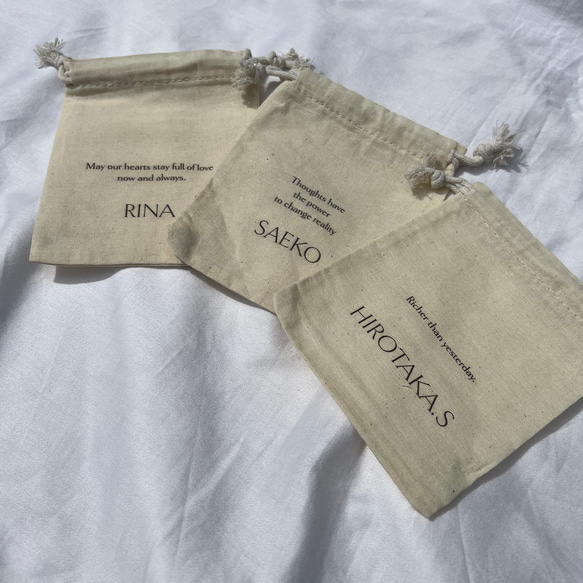 May our hearts stay full of love
now and always.
RINA
Thoughts have
the power
to change reality
SAEKO
Richer than yesterday.
HIROTAKA.S